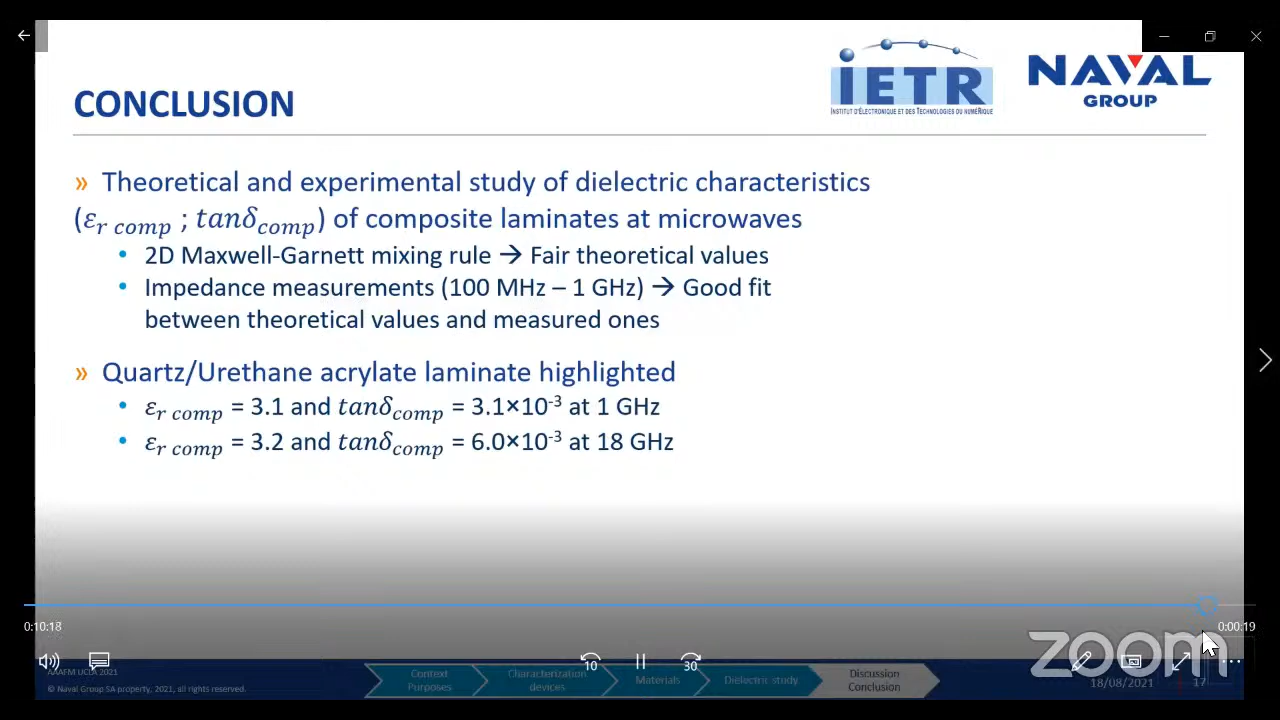 IETR
INSTITUT D'ÉLECTRONIQUE ET DES TECHNOLOGIES DU NUMÉRIQUE
NAVAL
GROUP
CONCLUSION
» Theoretical and experimental study of dielectric characteristics
(εr comp ; tanδcomp) of composite laminates at microwaves
• 2D Maxwell-Garnett mixing rule → Fair theoretical values
• Impedance measurements (100 MHz – 1 GHz) → Good fit
between theoretical values and measured ones
» Quartz/Urethane acrylate laminate highlighted
• εr comp = 3.1 and tanδcomp = 3.1×10-3 at 1 GHz
• εr comp = 3.2 and tanδcomp = 6.0×10-3 at 18 GHz
0:10:18
0:00:19
10
30
zoom
AAAFM UCLA 2021
© Naval Group SA property, 2021, all rights reserved.
Context
Purposes
Characterization
devices
Materials
Dielectric study
Discussion
Conclusion
18/08/2021
17